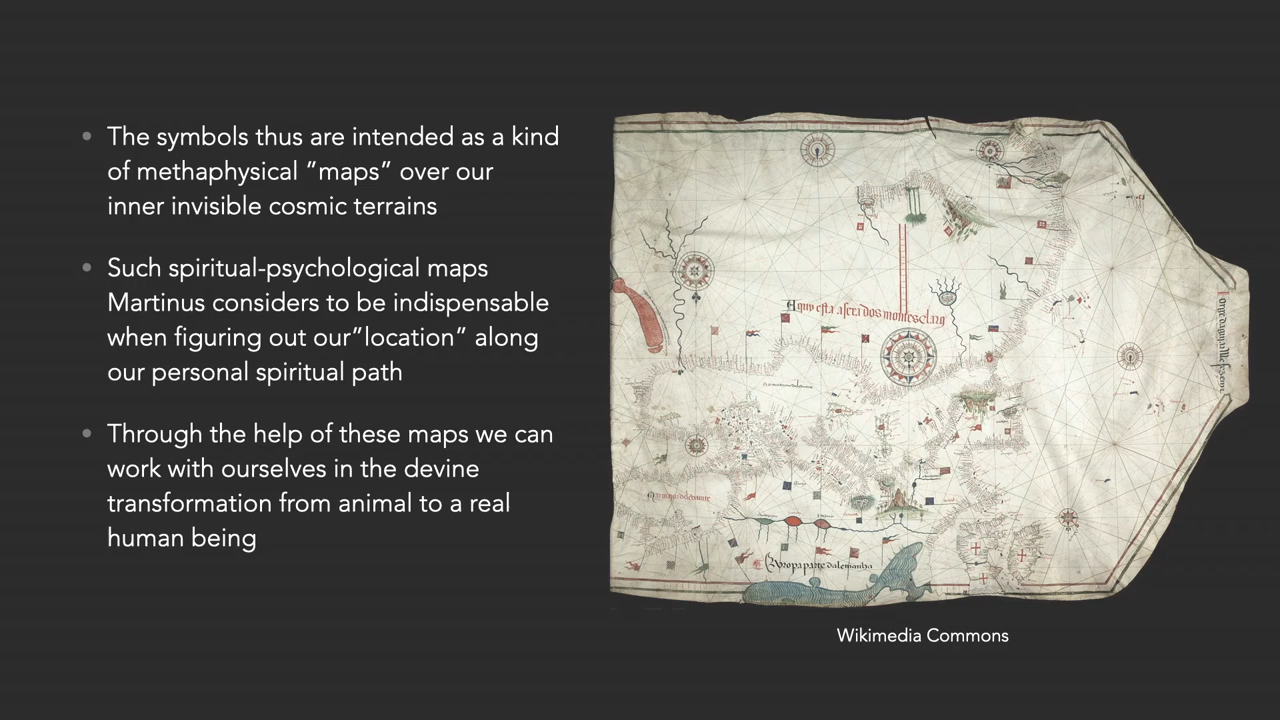 • The symbols thus are intended as a kind
of methaphysical ”maps” over our
inner invisible cosmic terrains
• Such spiritual-psychological maps
Martinus considers to be indispensable
when figuring out our”location” along
our personal spiritual path
• Through the help of these maps we can
work with ourselves in the devine
transformation from animal to a real
human being
Wikimedia Commons